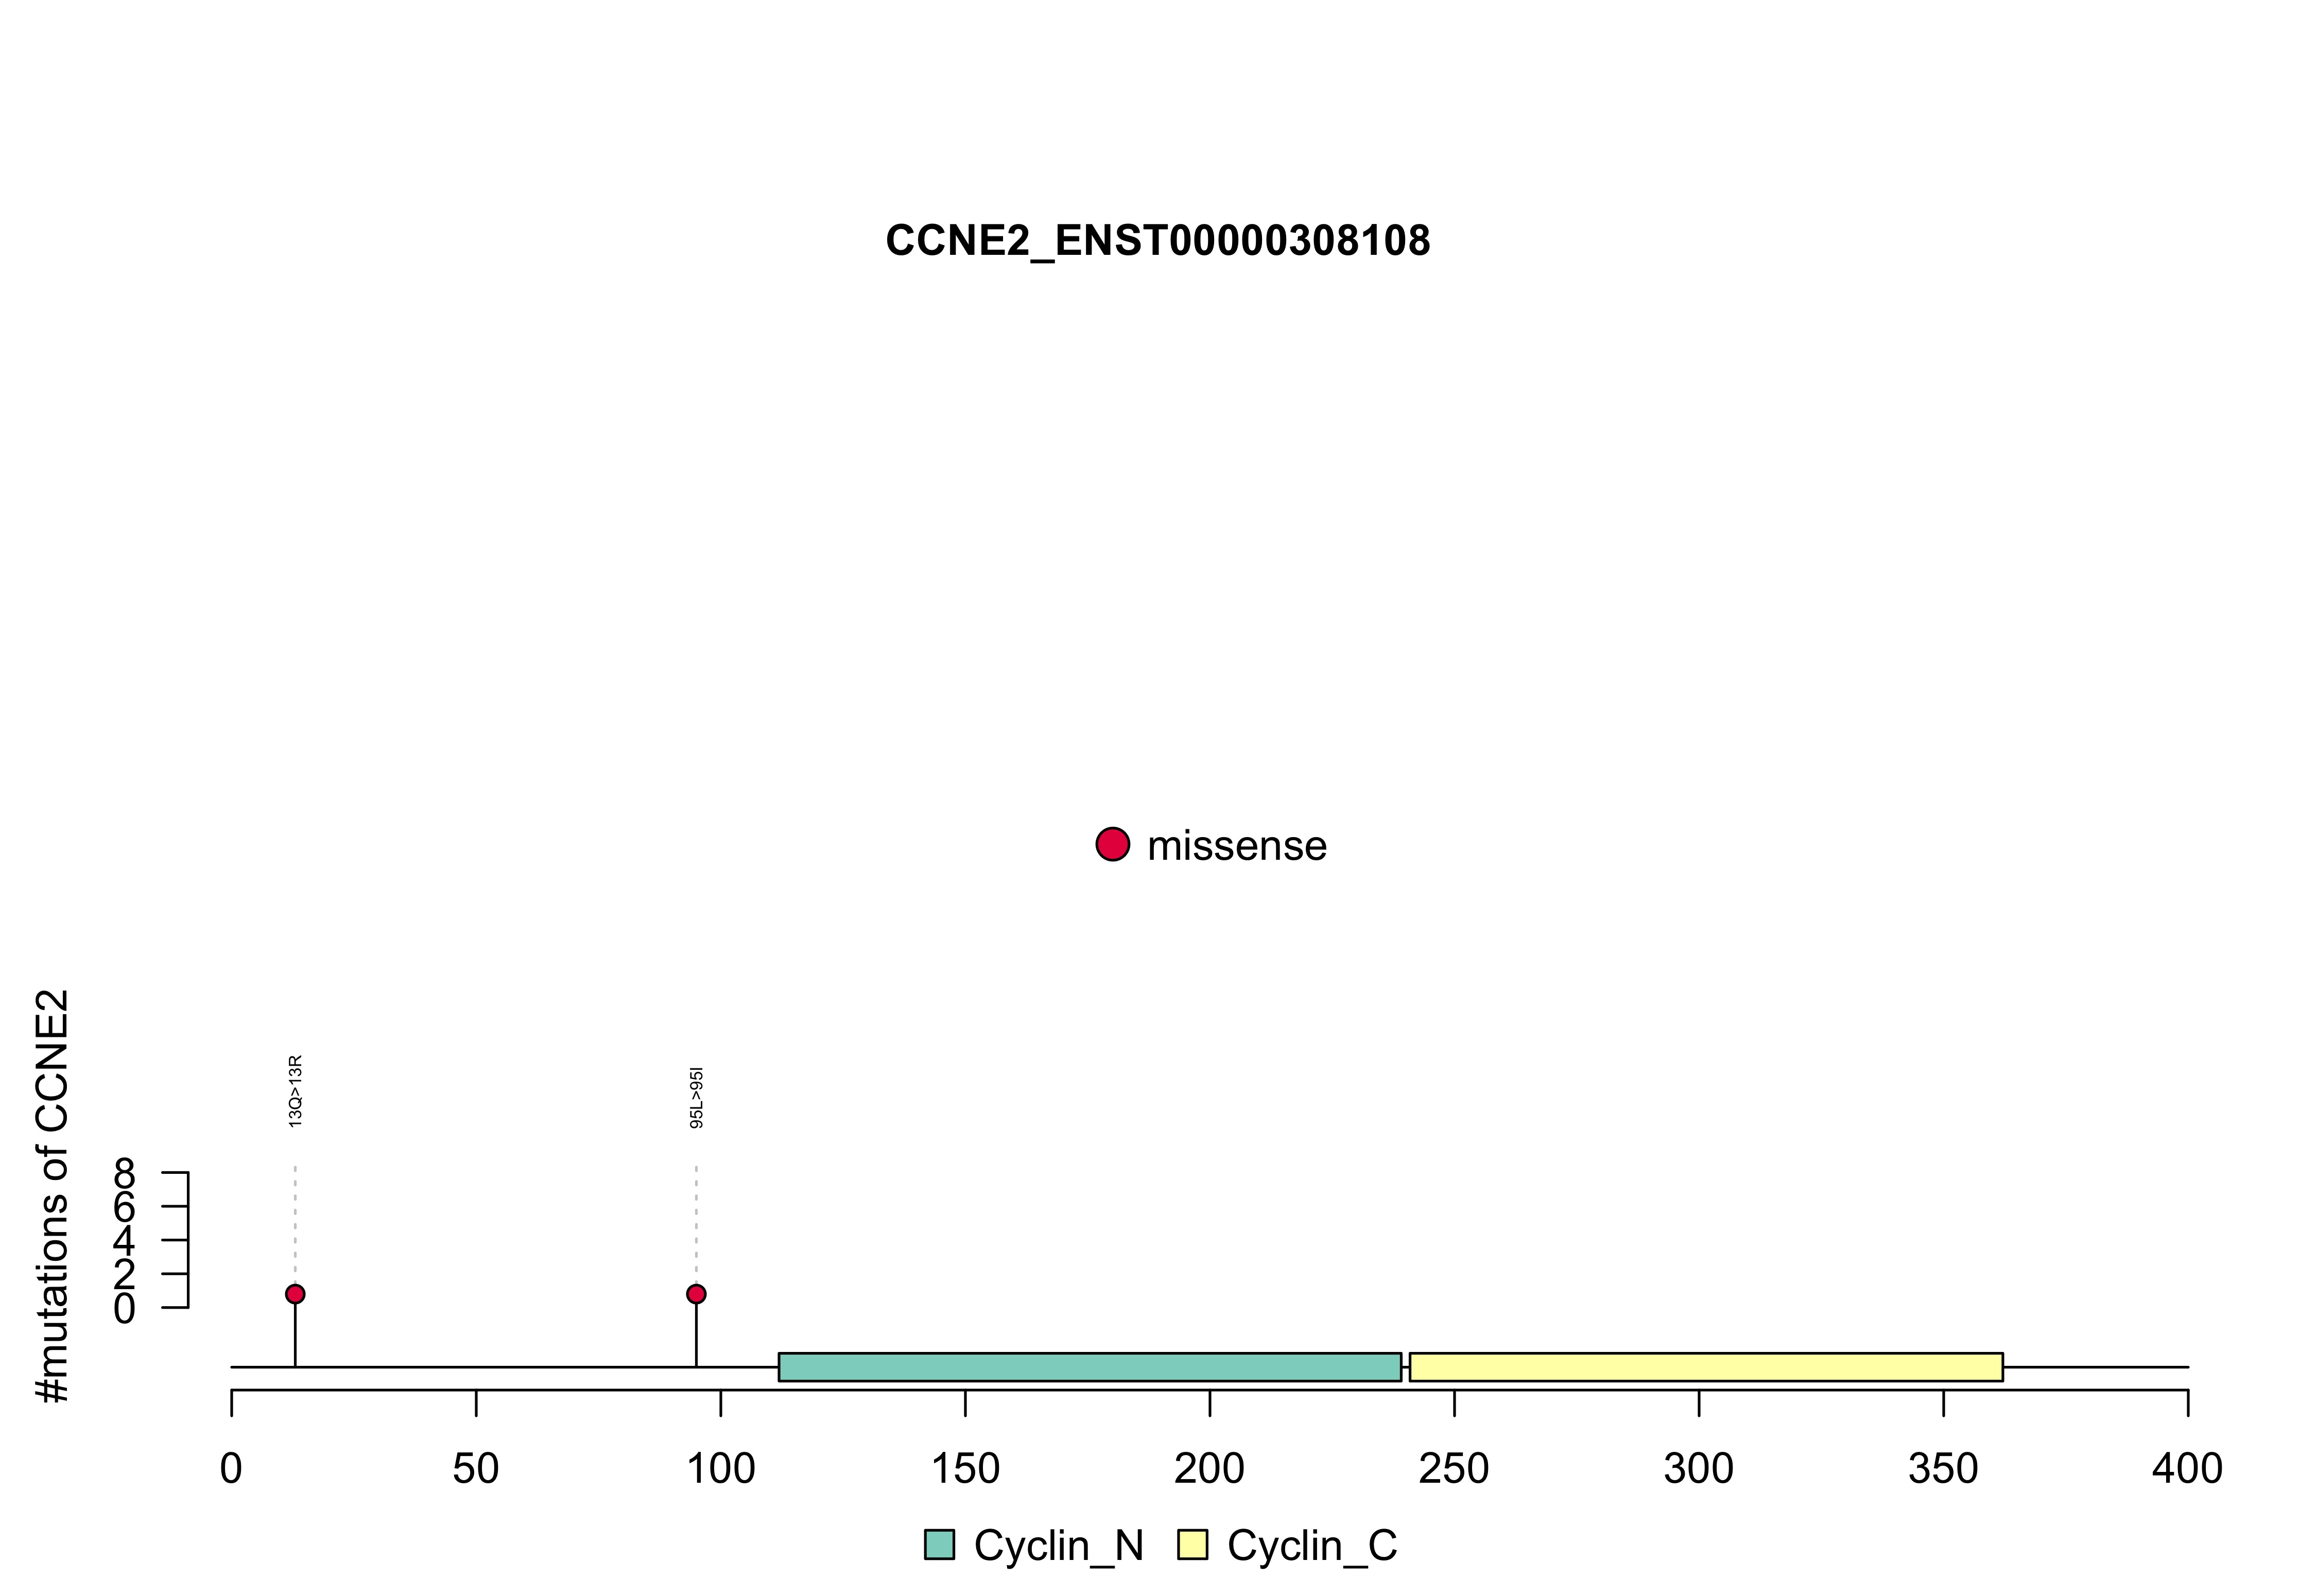 CCNE2_ENST00000308108
missense
#mutations of CCNE2
13Q>13R
95L>95I
8
6
4
2
0
0 50 100 150 200 250 300 350 400
Cyclin_N Cyclin_C